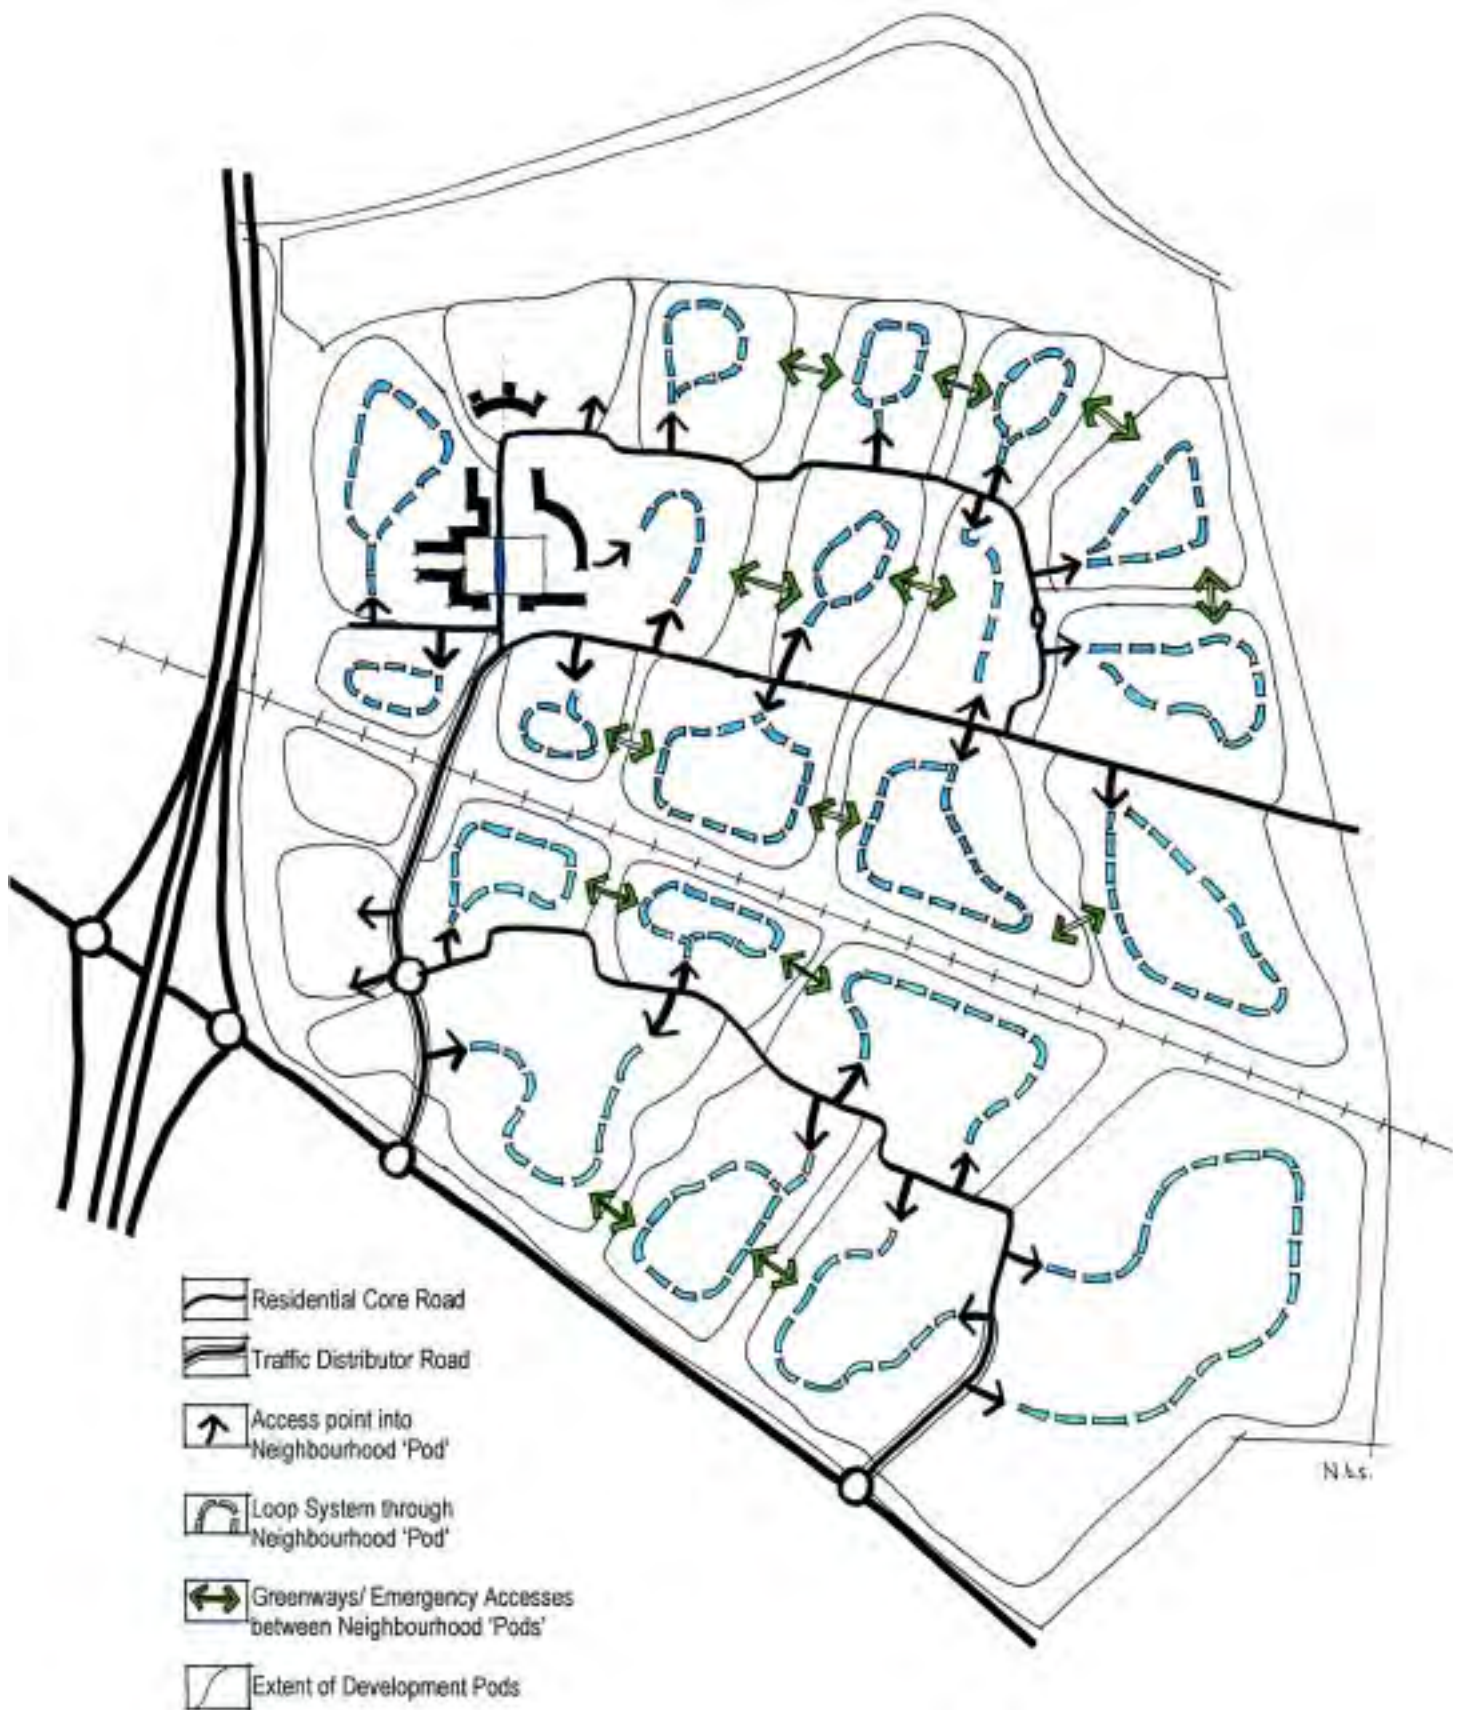 Residential Core Road
Traffic Distributor Road
Access point into
Neighbourhood 'Pod'
Loop System through
Neighbourhood 'Pod'
Greenways/ Emergency Accesses
between Neighbourhood 'Pods'
Extent of Development Pods